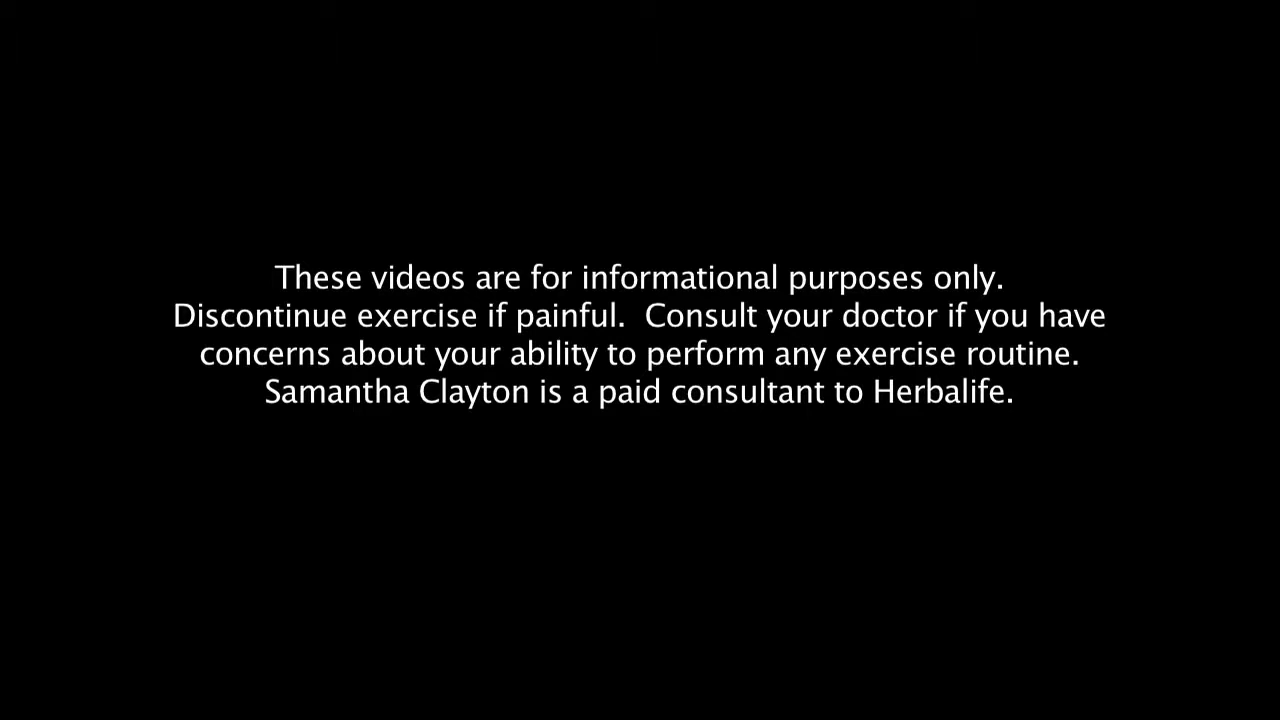 These videos are for informational purposes only.
Discontinue exercise if painful.  Consult your doctor if you have
concerns about your ability to perform any exercise routine.
Samantha Clayton is a paid consultant to Herbalife.